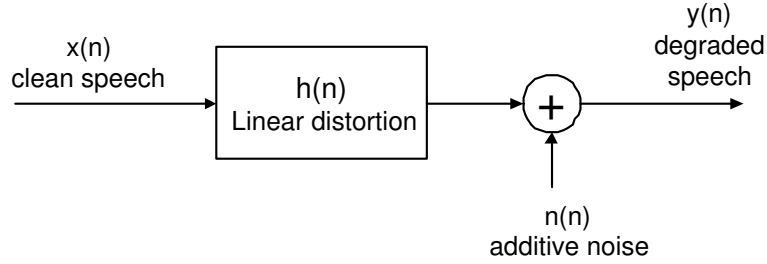 x(n)
clean speech
h(n)
Linear distortion
+
y(n)
degraded
speech
n(n)
additive noise